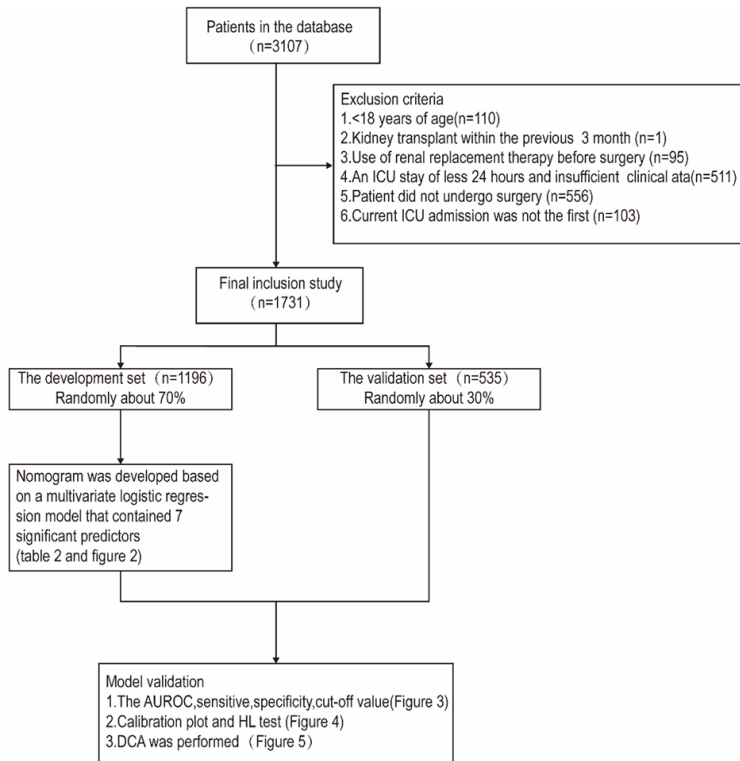 Patients in the database
（n=3107）
Exclusion criteria
1.<18 years of age(n=110)
2.Kidney transplant within the previous 3 month (n=1)
3.Use of renal replacement therapy before surgery (n=95)
4.An ICU stay of less 24 hours and insufficient clinical ata(n=511)
5.Patient did not undergo surgery (n=556)
6.Current ICU admission was not the first (n=103)
Final inclusion study
（n=1731）
The development set（n=1196）
Randomly about 70%
The validation set（n=535）
Randomly about 30%
Nomogram was developed based
on a multivariate logistic regres-
sion model that contained 7
significant predictors
(table 2 and figure 2)
Model validation
1.The AUROC,sensitive,specificity,cut-off value(Figure 3)
2.Calibration plot and HL test (Figure 4)
3.DCA was performed（Figure 5）